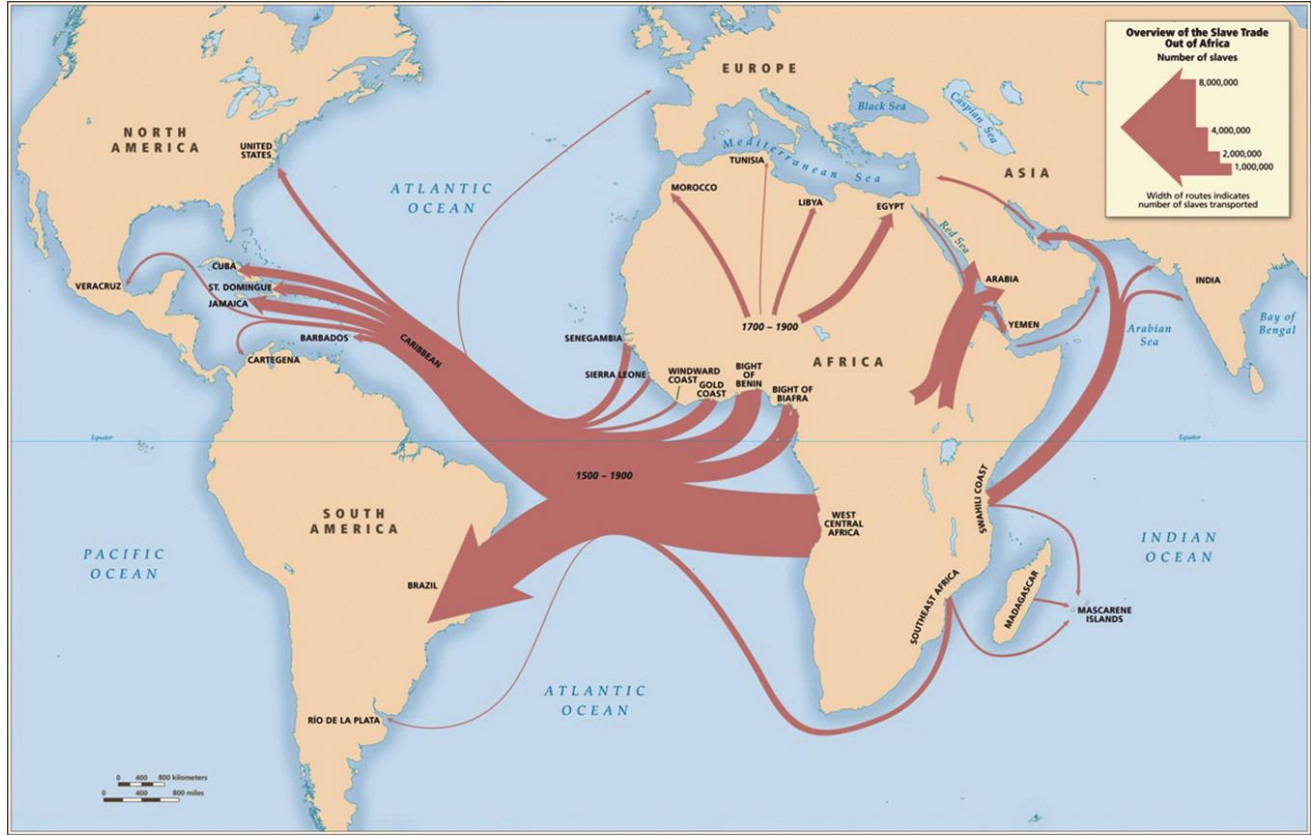 Overview of the Slave Trade
Out of Africa
Number of slaves
8,000,000
4,000,000
2,000,000
1,000,000
Width of routes indicates
number of slaves transported
EUROPE
Black Sea
Caspian Sea
NORTH
AMERICA
UNITED
STATES
ATLANTIC
OCEAN
Mediterranean Sea
TUNISIA
ASIA
MOROCCO
LIBYA
EGYPT
Red Sea
CUBA
VERACRUZ
ST. DOMINGUE
JAMAICA
ARABIA
INDIA
Bay of
Bengal
BARBADOS
CARTEGENA
CARIBBEAN
SENEGAMBIA
1700 – 1900
YEMEN
Arabian
Sea
SIERRA LEONE
WINDWARD
COAST
GOLD
COAST
BIGHT
OF
BENIN
BIGHT OF
BIAFRA
AFRICA
Equator
Equator
1500 – 1900
SOUTH
AMERICA
WEST
CENTRAL
AFRICA
SWAHILI COAST
PACIFIC
OCEAN
INDIAN
OCEAN
BRAZIL
SOUTHEAST AFRICA
MADAGASCAR
MASCARENE
ISLANDS
ATLANTIC
OCEAN
RÍO DE LA PLATA
0 400 800 kilometers
0 400 800 miles